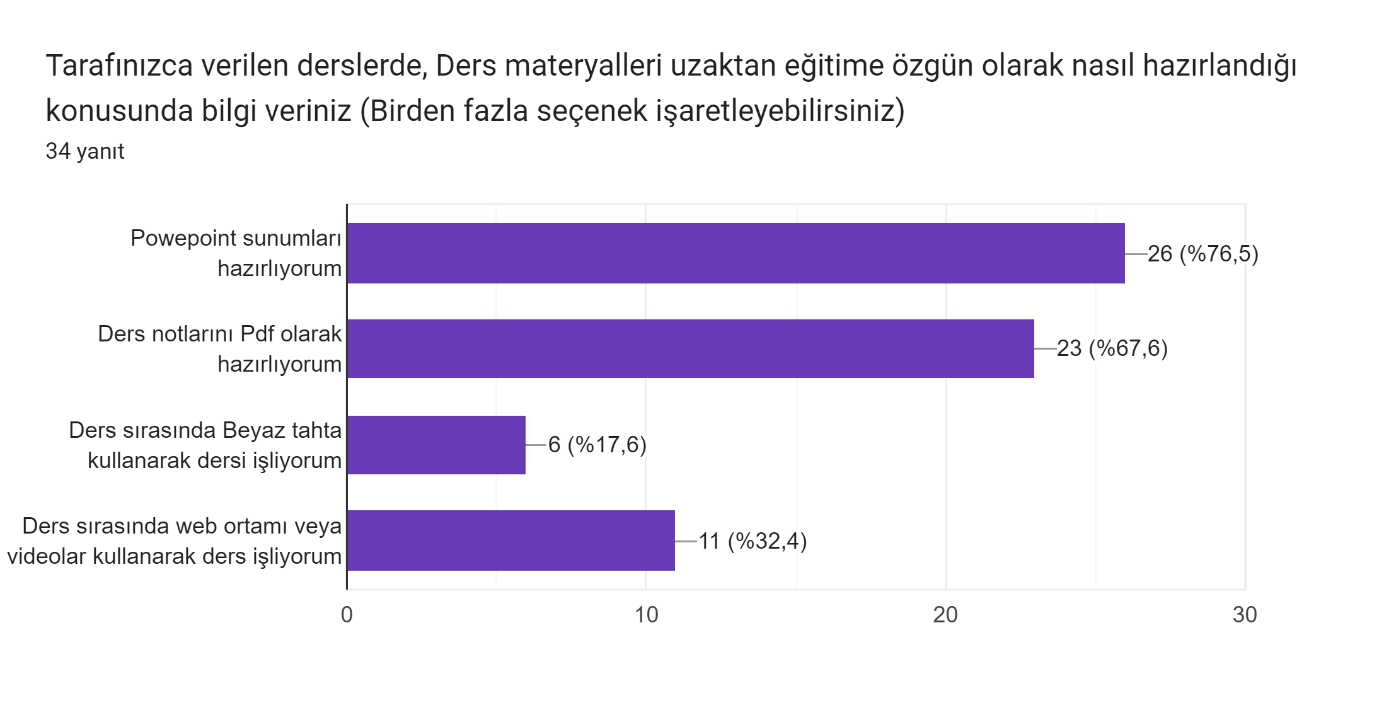 Tarafınızca verilen derslerde, Ders materyalleri uzaktan eğitime özgün olarak nasıl hazırlandığı
konusunda bilgi veriniz (Birden fazla seçenek işaretleyebilirsiniz)
34 yanıt
Powepoint sunumları
hazırlıyorum
26 (%76,5)
Ders notlarını Pdf olarak
hazırlıyorum
23 (%67,6)
Ders sırasında Beyaz tahta
kullanarak dersi işliyorum
6 (%17,6)
Ders sırasında web ortamı veya
videolar kullanarak ders işliyorum
11 (%32,4)
0 10 20 30